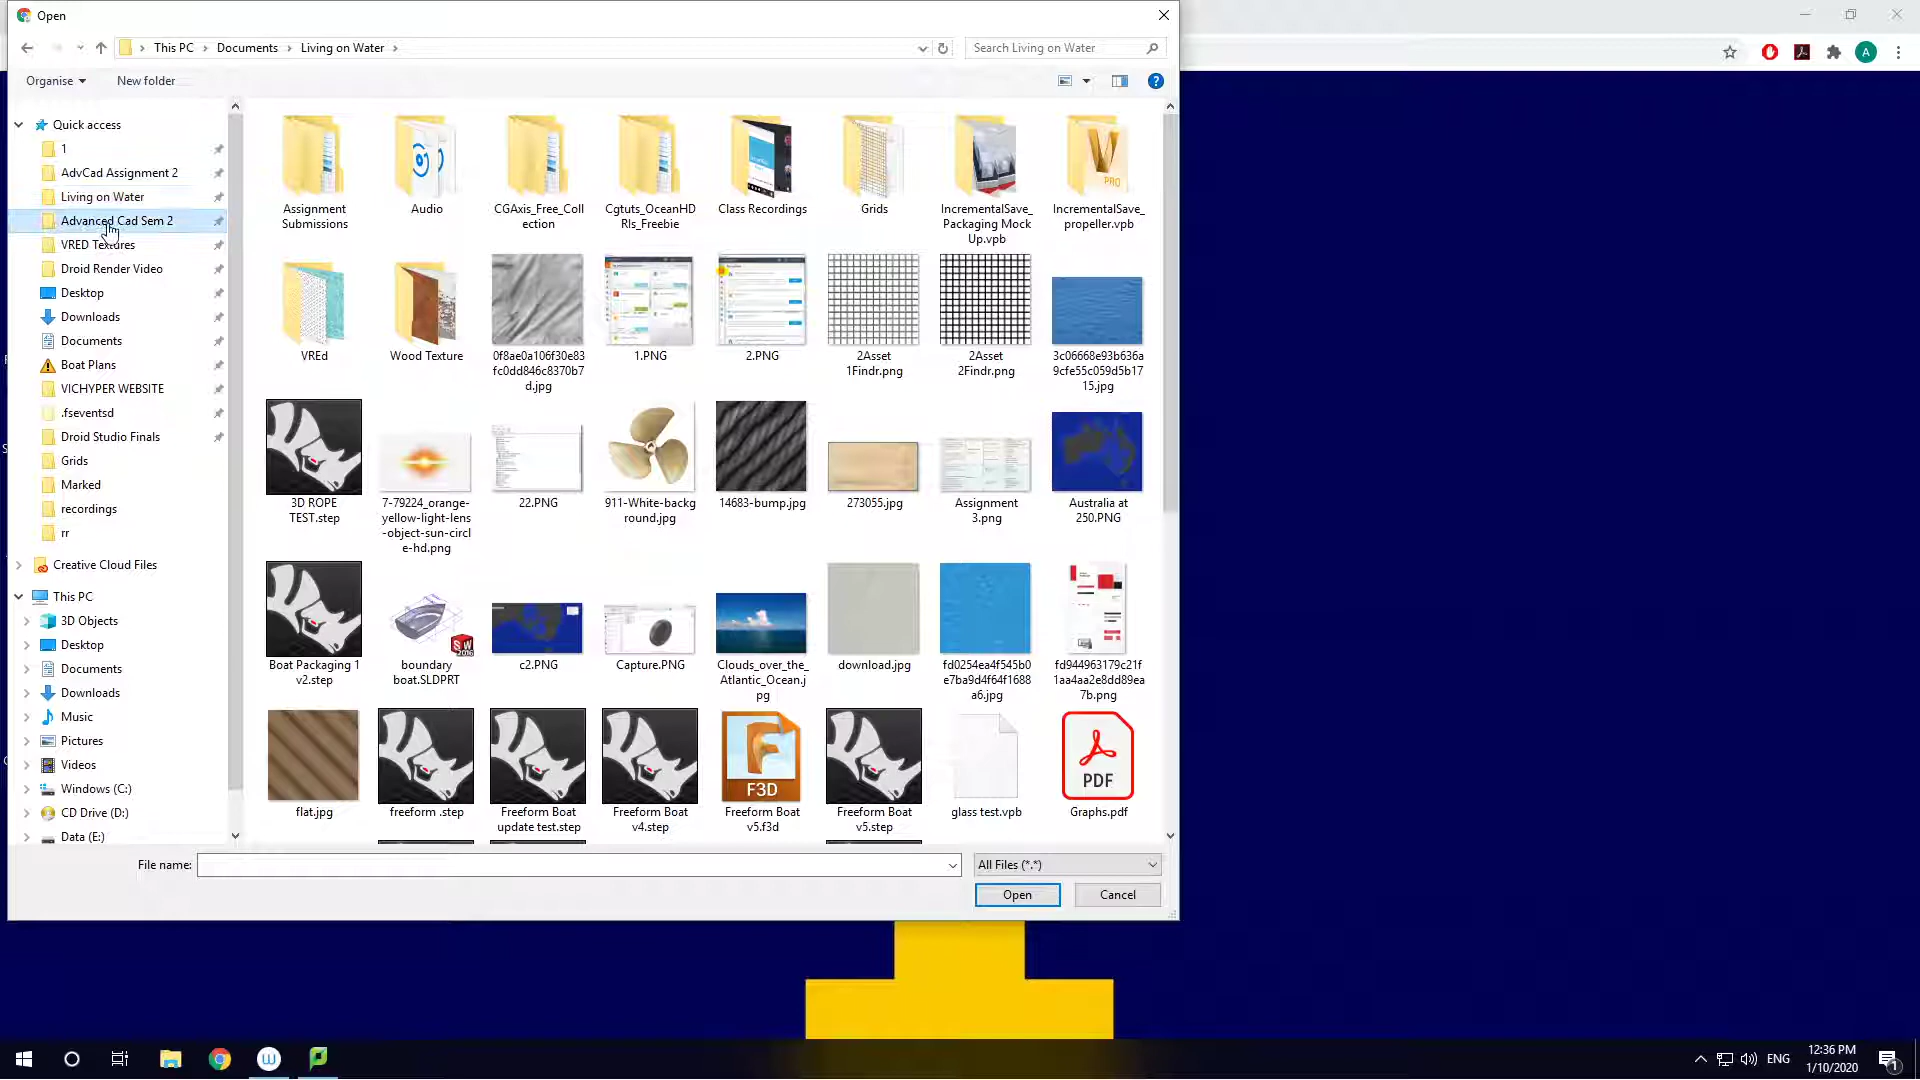 Open
This PC
Documents
Living on Water
Search Living on Water
Organise
New folder
Quick access
1
AdvCad Assignment 2
Living on Water
Advanced Cad Sem 2
VRED Textures
Droid Render Video
Desktop
Downloads
Documents
Boat Plans
VICHYPER WEBSITE
.fseventsd
Droid Studio Finals
Grids
Marked
recordings
rr
Creative Cloud Files
This PC
3D Objects
Desktop
Documents
Downloads
Music
Pictures
Videos
Windows (C:)
CD Drive (D:)
Data (E:)
Assignment
Submissions
Audio
CGAxis_Free_Coll
ection
Cgtuts_OceanHD
RIs_Freebie
Class Recordings
Grids
IncrementalSave_
Packaging Mock
Up.vpb
PRO
IncrementalSave_
propeller.vpb
VREd
Wood Texture
0f8ae0a106f30e83
fc0dd846c8370b7
d.jpg
1.PNG
2.PNG
2Asset
1Findr.png
2Asset
2Findr.png
3c06668e93b636a
9cfe55c059d5b17
15.jpg
3D ROPE
TEST.step
7-79224_orange-
yellow-light-lens
-object-sun-circl
e-hd.png
22.PNG
911-White-backg
round.jpg
14683-bump.jpg
273055.jpg
Assignment
3.png
Australia at
250.PNG
Boat Packaging 1
v2.step
SW
2016
boundary
boat.SLDPRT
c2.PNG
Capture.PNG
Clouds_over_the_
Atlantic_Ocean.j
pg
download.jpg
fd0254ea4f545b0
e7ba9d4f64f1688
a6.jpg
fd944963179c21f
1aa4aa2e8dd89ea
7b.png
flat.jpg
freeform .step
Freeform Boat
update test.step
Freeform Boat
v4.step
F3D
Freeform Boat
v5.f3d
Freeform Boat
v5.step
glass test.vpb
PDF
Graphs.pdf
File name:
All Files (*.*)
Open
Cancel
A
ENG
12:36 PM
1/10/2020
1